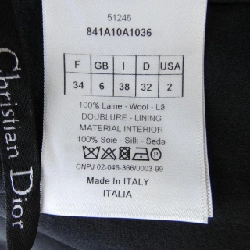 51246
841A10A1036
F GB I D USA
34 6 38 32 2
100% Laine - Wool - Lã
DOUBLURE - LINING
MATERIAL INTERIOR
100% Soie - Silk - Seda
Made In ITALY
ITALIA
Christian Dior